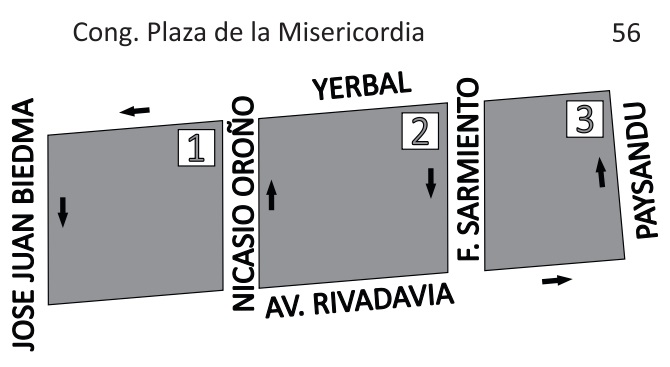 Cong. Plaza de la Misericordia
56
YERBAL
JOSE JUAN BIEDMA
1
NICASIO OROÑO
2
F. SARMIENTO
3
PAYSANDU
AV. RIVADAVIA